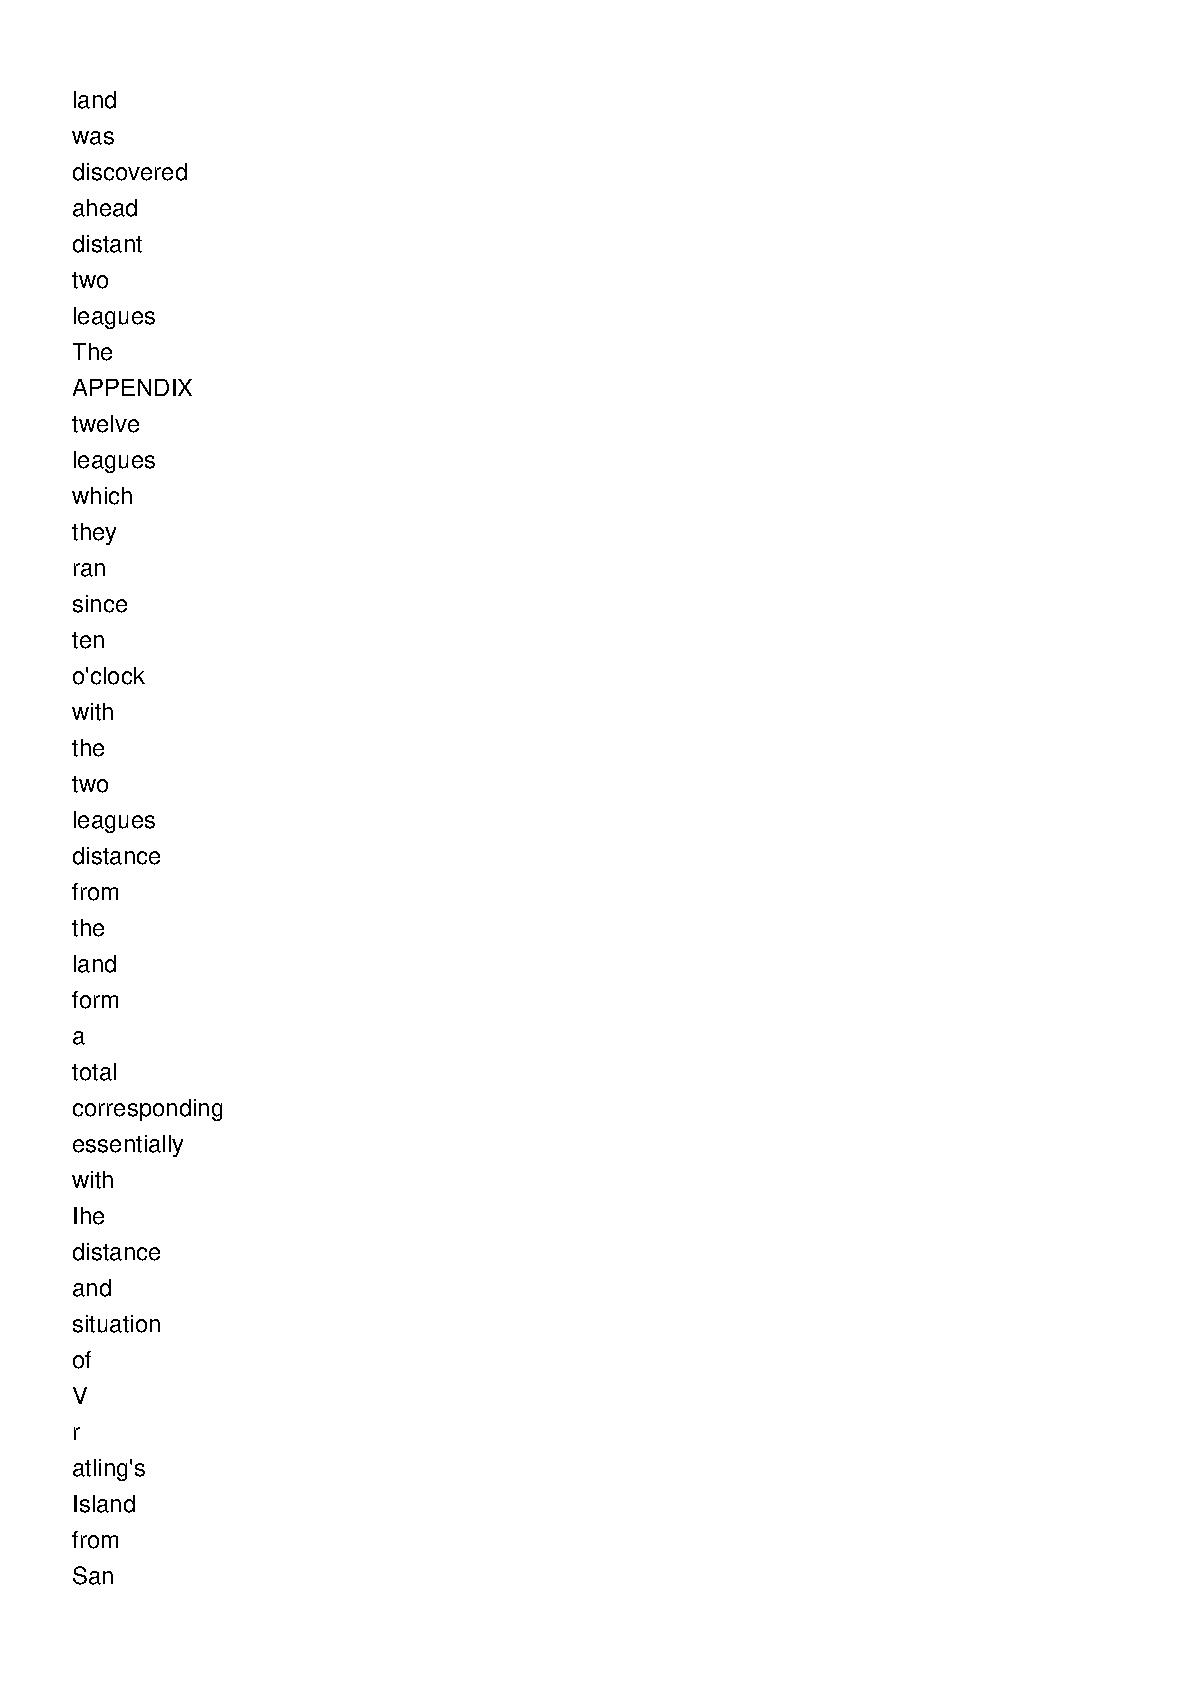 land
was
discovered
ahead
distant
two
leagues
The
APPENDIX
twelve
leagues
which
they
ran
since
ten
o'clock
with
the
two
leagues
distance
from
the
land
form
a
total
corresponding
essentially
with
Ihe
distance
and
situation
of
V
r
atling's
Island
from
San